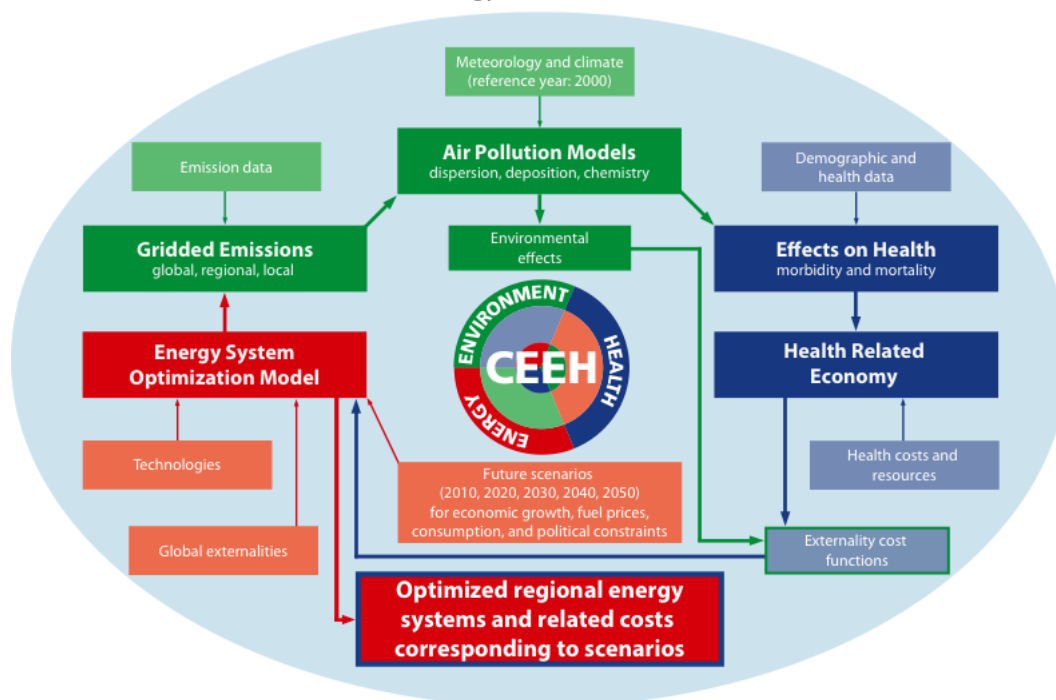 Meteorology and climate
(reference year: 2000)
Air Pollution Models
dispersion, deposition, chemistry
Emission data
Demographic and
health data
Gridded Emissions
global, regional, local
Environmental
effects
Effects on Health
morbidity and mortality
ENVIRONMENT
HEALTH
ENERGY
CEEH
Energy System
Optimization Model
Health Related
Economy
Technologies
Future scenarios
(2010, 2020, 2030, 2040, 2050)
for economic growth, fuel prices,
consumption, and political constraints
Health costs and
resources
Global externalities
Externality cost
functions
Optimized regional energy
systems and related costs
corresponding to scenarios